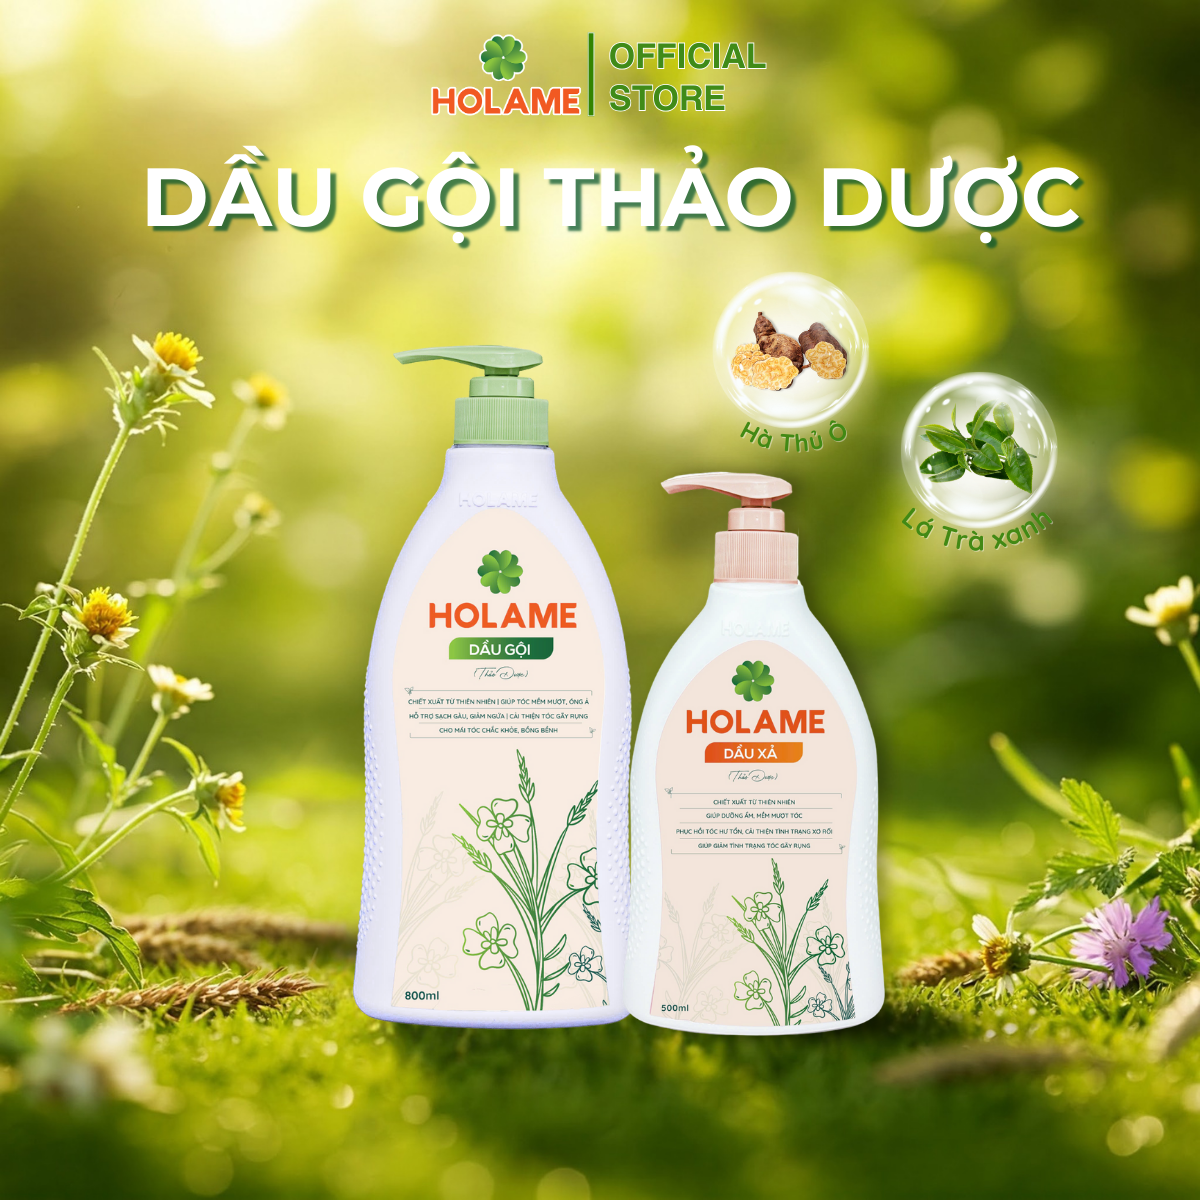 HOLAME
OFFICIAL
STORE
DẦU GỘI THẢO DƯỢC
Hà Thủ Ô
Lá Trà xanh
HOLAME
HOLAME
DẦU GỘI
(Thảo Dược)
CHIẾT XUẤT TỪ THIÊN NHIÊN | GIÚP TÓC MỀM MƯỢT, ÓNG Ả
HỖ TRỢ SẠCH GÀU, GIẢM NGỨA | CẢI THIỆN TÓC GÃY RỤNG
CHO MÁI TÓC CHẮC KHỎE, BỒNG BỀNH
800ml
HOLAME
HOLAME
DẦU XẢ
(Thảo Dược)
CHIẾT XUẤT TỪ THIÊN NHIÊN
GIÚP DƯỠNG ẨM, MỀM MƯỢT TÓC
PHỤC HỒI TÓC HƯ TỔN, CẢI THIỆN TÌNH TRẠNG XƠ RỐI
GIÚP GIẢM TÌNH TRẠNG TÓC GÃY RỤNG
500ml